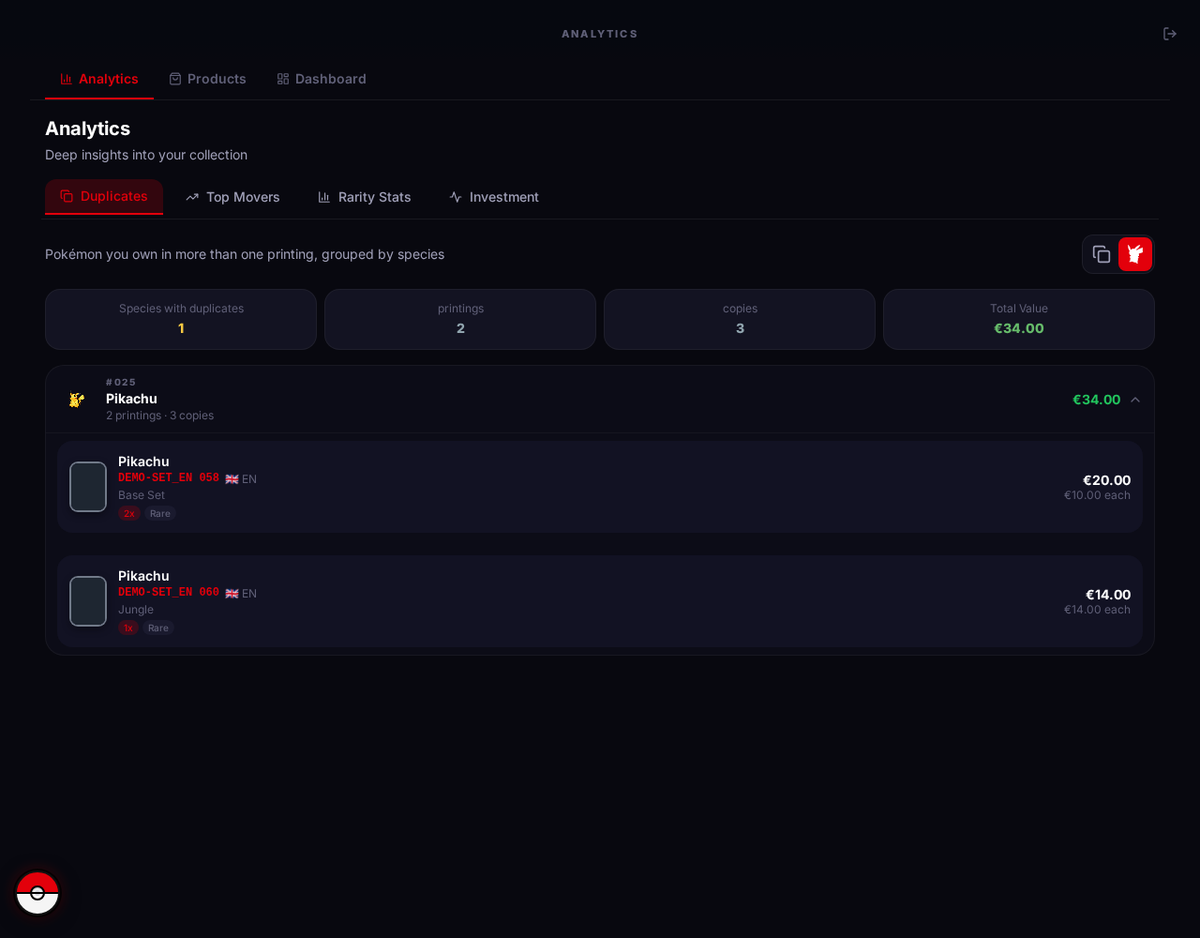 ANALYTICS
Analytics Products Dashboard
Analytics
Deep insights into your collection
Duplicates Top Movers Rarity Stats Investment
Pokémon you own in more than one printing, grouped by species
Species with duplicates
1
printings
2
copies
3
Total Value
€34.00
#025
Pikachu
2 printings · 3 copies
€34.00
Pikachu
DEMO-SET_EN 058 EN
Base Set
2x Rare
€20.00
€10.00 each
Pikachu
DEMO-SET_EN 060 EN
Jungle
1x Rare
€14.00
€14.00 each